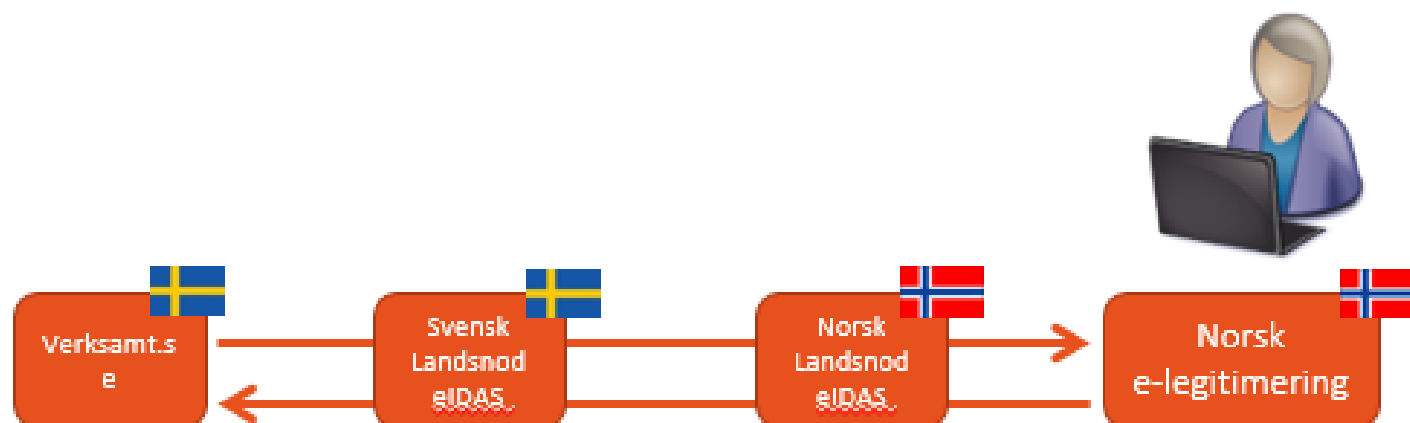 Verksamt.s
e
Svensk
Landsnod
eIDAS
Norsk
Landsnod
eIDAS
Norsk
e-legitimering